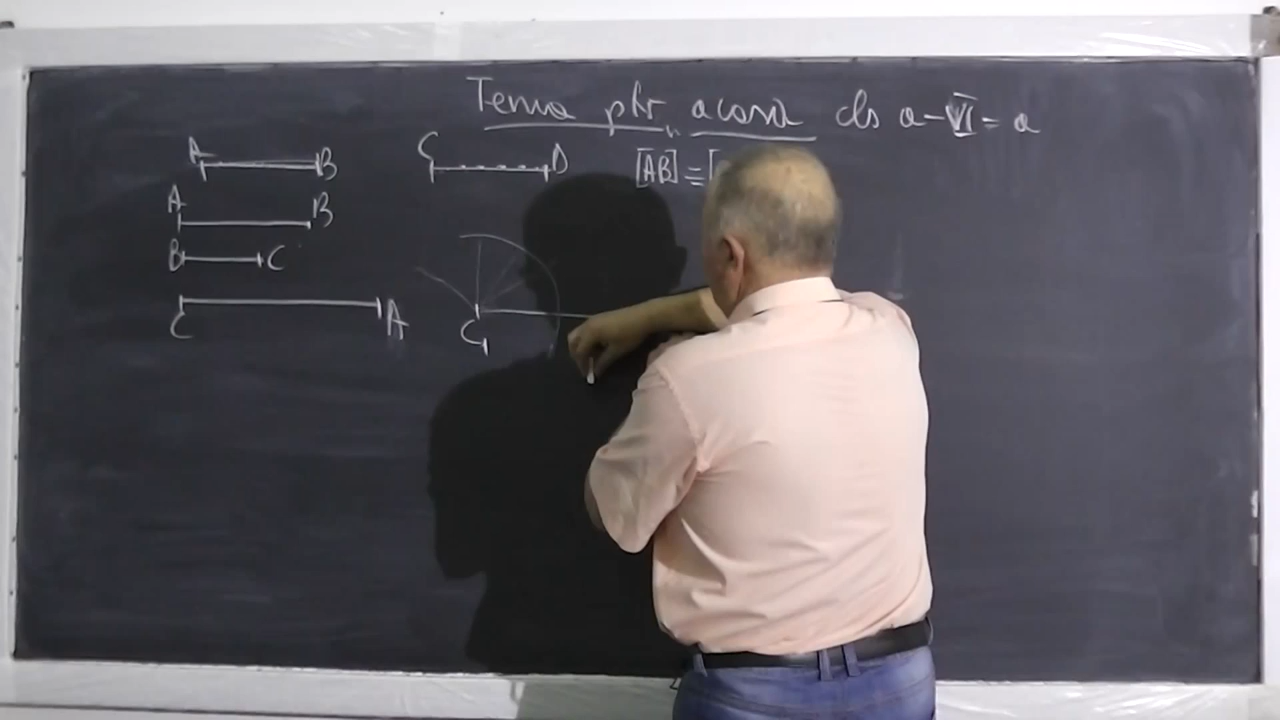 Tema ptr. acasă cls a-VI-a
A B C D [AB] ≡ [
A B
B C
C A C